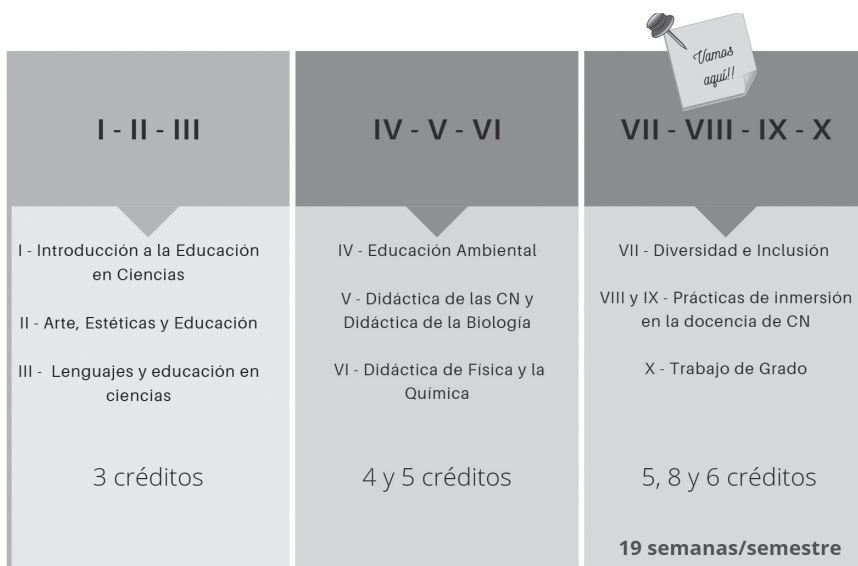 Vamos
aquí!!
I - II - III
IV - V - VI
VII - VIII - IX - X
I - Introducción a la Educación
en Ciencias
II - Arte, Estéticas y Educación
III - Lenguajes y educación en
ciencias
3 créditos
IV - Educación Ambiental
V - Didáctica de las CN y
Didáctica de la Biología
VI - Didáctica de Física y la
Química
4 y 5 créditos
VII - Diversidad e Inclusión
VIII y IX - Prácticas de inmersión
en la docencia de CN
X - Trabajo de Grado
5, 8 y 6 créditos
19 semanas/semestre